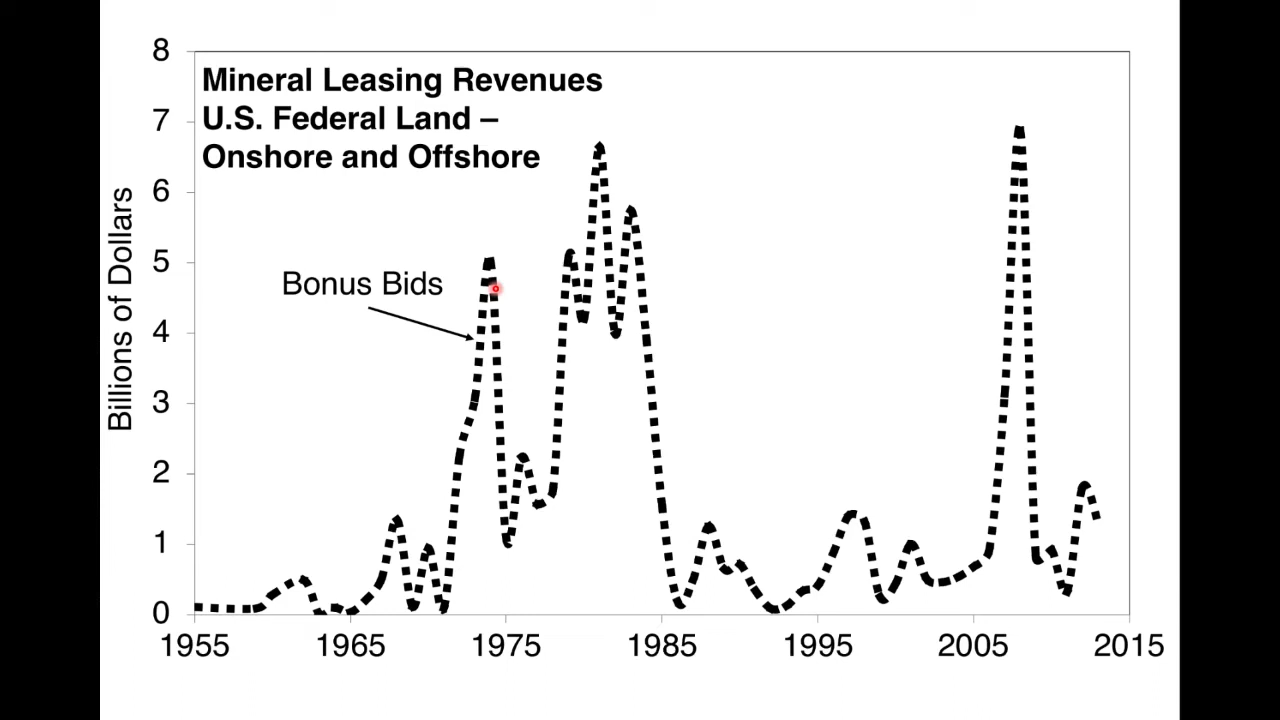 Mineral Leasing Revenues
U.S. Federal Land –
Onshore and Offshore
Billions of Dollars
8
7
6
5
4
3
2
1
0
Bonus Bids
1955 1965 1975 1985 1995 2005 2015